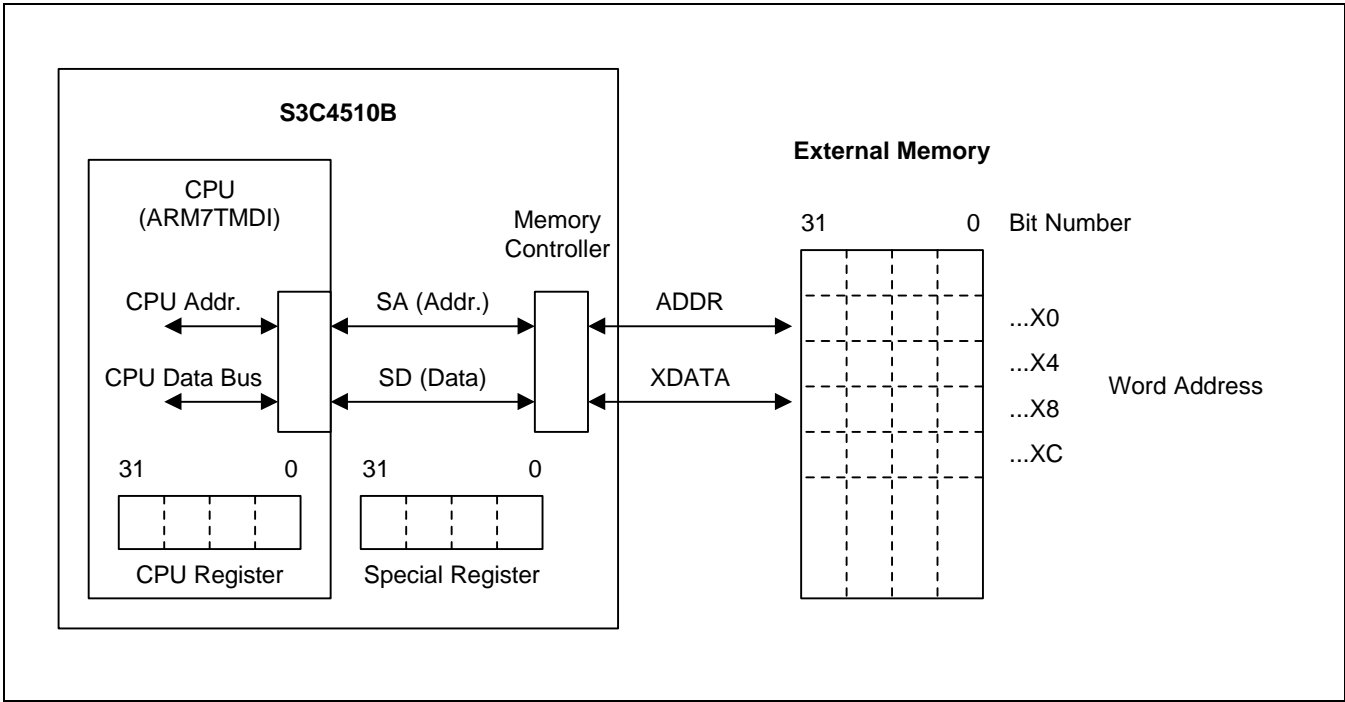 S3C4510B
External Memory
CPU
(ARM7TMDI)
Memory
Controller
31 0 Bit Number
CPU Addr.
SA (Addr.)
ADDR
...X0
...X4
CPU Data Bus
SD (Data)
XDATA
Word Address
...X8
...XC
31 0
31 0
CPU Register
Special Register